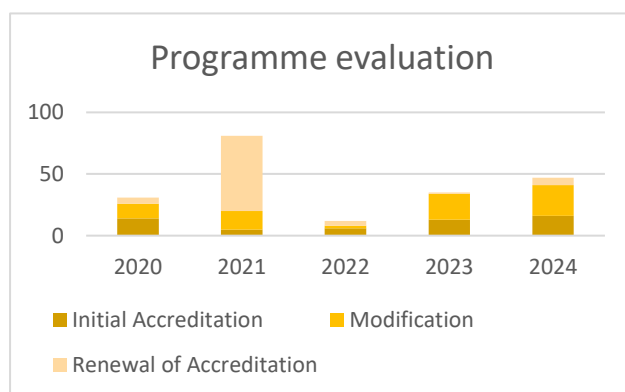 Programme evaluation
100
50
0
2020 2021 2022 2023 2024
Initial Accreditation Modification
Renewal of Accreditation